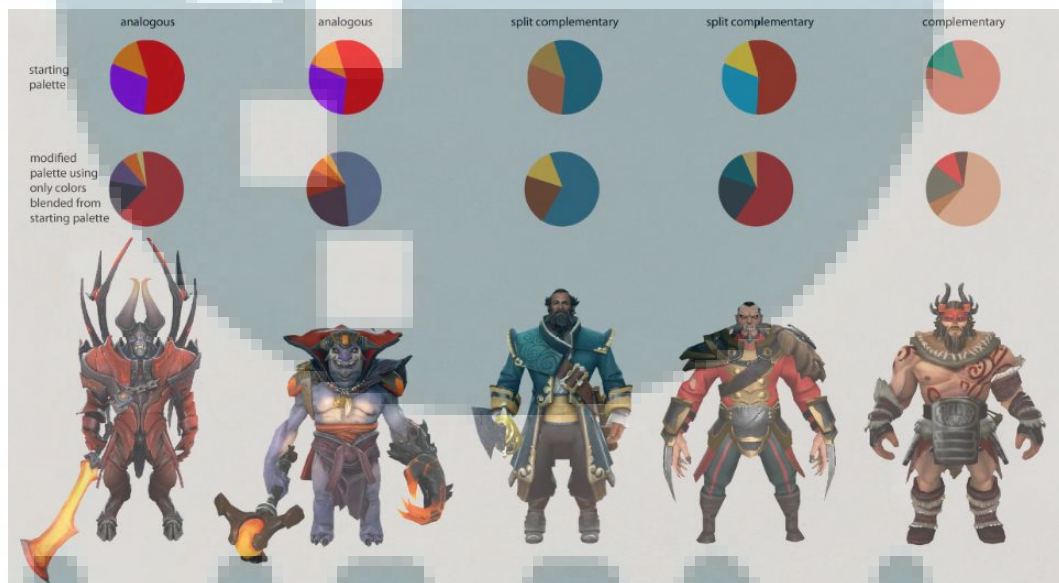 analogous
analogous
split complementary
split complementary
complementary
starting
palette
modified
palette using
only colors
blended from
starting palette